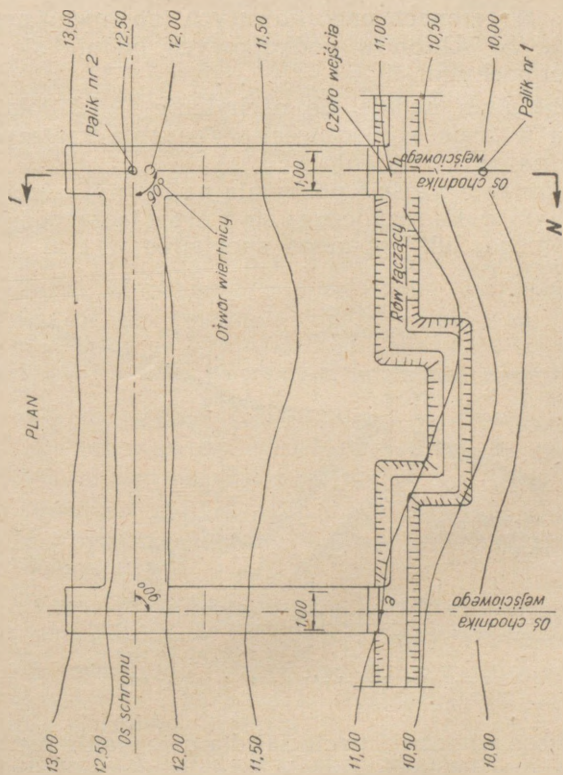 PLAN
13,00
12,50
12,00
11,50
11,00
10,50
10,00
Palik nr 2
Czoło wejścia
Palik nr 1
I
90°
Otwór wiertnicy
1,00
b
Oś chodnika
wejściowego
Rów łączący
N
90°
Oś schronu
1,00
a
Oś chodnika
wejściowego
13,00
12,50
12,00
11,50
11,00
10,50
10,00